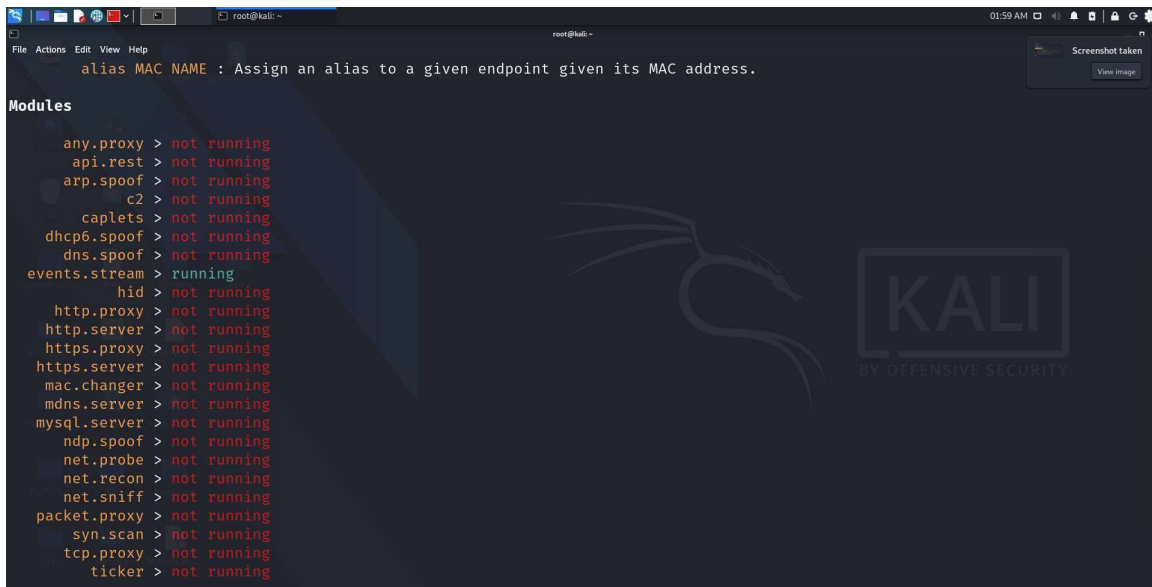 root@kali: ~
01:59 AM
root@kali: ~
File Actions Edit View Help
Screenshot taken
View image
alias MAC NAME : Assign an alias to a given endpoint given its MAC address.
Modules
any.proxy > not running
api.rest > not running
arp.spoof > not running
c2 > not running
caplets > not running
dhcp6.spoof > not running
dns.spoof > not running
events.stream > running
hid > not running
http.proxy > not running
http.server > not running
https.proxy > not running
https.server > not running
mac.changer > not running
mdns.server > not running
mysql.server > not running
ndp.spoof > not running
net.probe > not running
net.recon > not running
net.sniff > not running
packet.proxy > not running
syn.scan > not running
tcp.proxy > not running
ticker > not running
KALI
BY OFFENSIVE SECURITY